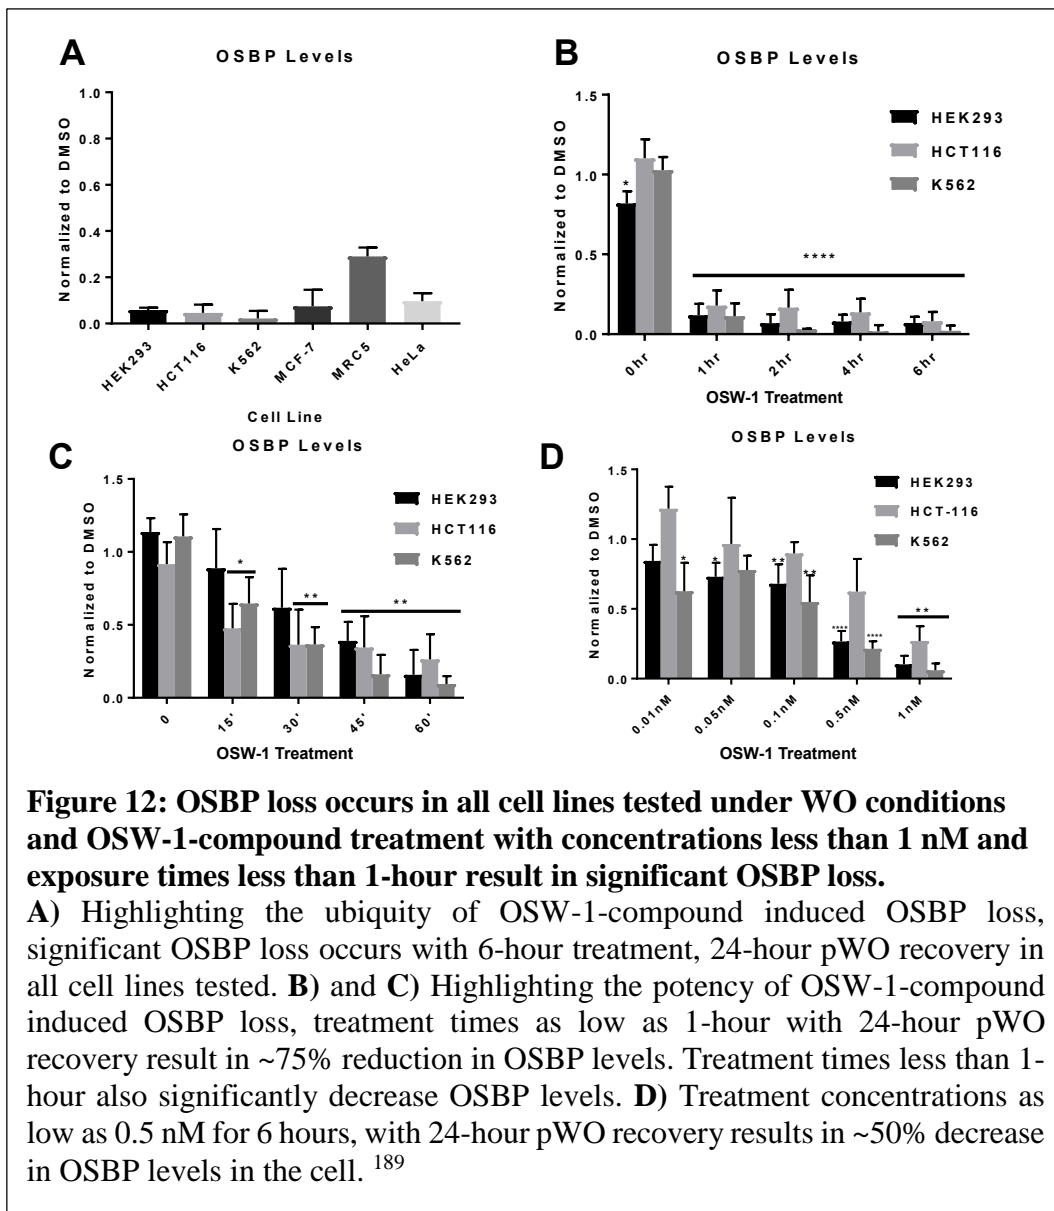 A
OSBP Levels
Normalized to DMSO
1.0
0.8
0.6
0.4
0.2
0.0
HEK293
HCT116
K562
MCF-7
MRC5
HeLa
Cell Line
B
OSBP Levels
Normalized to DMSO
1.5
1.0
0.5
0.0
HEK293
HCT116
K562
*
****
0hr
1hr
2hr
4hr
6hr
OSW-1 Treatment
C
OSBP Levels
Normalized to DMSO
1.5
1.0
0.5
0.0
HEK293
HCT116
K562
*
**
**
0
15'
30'
45'
60'
OSW-1 Treatment
D
OSBP Levels
Normalized to DMSO
1.5
1.0
0.5
0.0
HEK293
HCT-116
K562
*
*
**
**
****
****
**
0.01nM
0.05nM
0.1nM
0.5nM
1nM
OSW-1 Treatment
Figure 12: OSBP loss occurs in all cell lines tested under WO conditions
and OSW-1-compound treatment with concentrations less than 1 nM and
exposure times less than 1-hour result in significant OSBP loss.
A) Highlighting the ubiquity of OSW-1-compound induced OSBP loss,
significant OSBP loss occurs with 6-hour treatment, 24-hour pWO recovery in
all cell lines tested. B) and C) Highlighting the potency of OSW-1-compound
induced OSBP loss, treatment times as low as 1-hour with 24-hour pWO
recovery result in ~75% reduction in OSBP levels. Treatment times less than 1-
hour also significantly decrease OSBP levels. D) Treatment concentrations as
low as 0.5 nM for 6 hours, with 24-hour pWO recovery results in ~50% decrease
in OSBP levels in the cell. 189